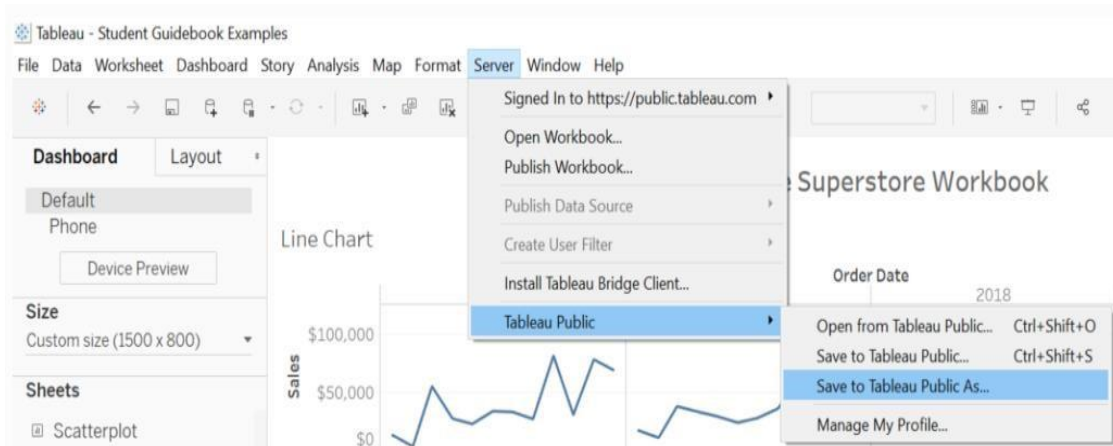 Tableau - Student Guidebook Examples
File Data Worksheet Dashboard Story Analysis Map Format Server Window Help
Signed In to https://public.tableau.com
Open Workbook...
Publish Workbook...
Publish Data Source
Create User Filter
Install Tableau Bridge Client...
Tableau Public
Open from Tableau Public... Ctrl+Shift+O
Save to Tableau Public... Ctrl+Shift+S
Save to Tableau Public As...
Manage My Profile...
Dashboard Layout
Default
Phone
Device Preview
Size
Custom size (1500 x 800)
Sheets
Scatterplot
Superstore Workbook
Line Chart
Order Date
2018
Sales
$100,000
$50,000
$0